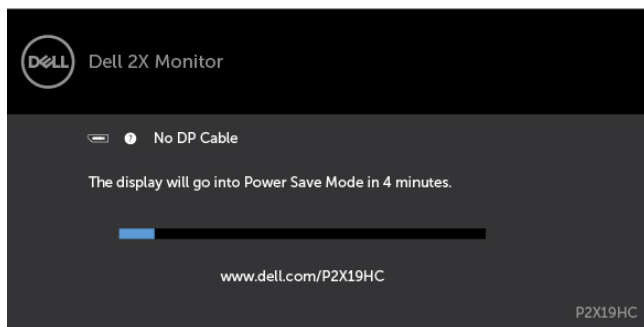 DELL
Dell 2X Monitor
? No DP Cable
The display will go into Power Save Mode in 4 minutes.
www.dell.com/P2X19HC
P2X19HC